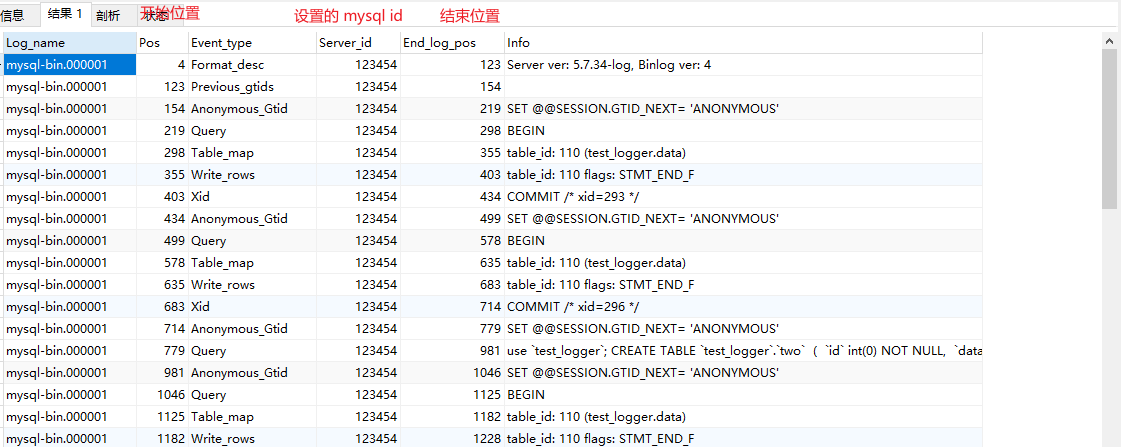 信息 结果 1 剖析 状态 开始位置 设置的 mysql id 结束位置
Log_name Pos Event_type Server_id End_log_pos Info
mysql-bin.000001 4 Format_desc 123454 123 Server ver: 5.7.34-log, Binlog ver: 4
mysql-bin.000001 123 Previous_gtids 123454 154
mysql-bin.000001 154 Anonymous_Gtid 123454 219 SET @@SESSION.GTID_NEXT= 'ANONYMOUS'
mysql-bin.000001 219 Query 123454 298 BEGIN
mysql-bin.000001 298 Table_map 123454 355 table_id: 110 (test_logger.data)
mysql-bin.000001 355 Write_rows 123454 403 table_id: 110 flags: STMT_END_F
mysql-bin.000001 403 Xid 123454 434 COMMIT /* xid=293 */
mysql-bin.000001 434 Anonymous_Gtid 123454 499 SET @@SESSION.GTID_NEXT= 'ANONYMOUS'
mysql-bin.000001 499 Query 123454 578 BEGIN
mysql-bin.000001 578 Table_map 123454 635 table_id: 110 (test_logger.data)
mysql-bin.000001 635 Write_rows 123454 683 table_id: 110 flags: STMT_END_F
mysql-bin.000001 683 Xid 123454 714 COMMIT /* xid=296 */
mysql-bin.000001 714 Anonymous_Gtid 123454 779 SET @@SESSION.GTID_NEXT= 'ANONYMOUS'
mysql-bin.000001 779 Query 123454 981 use `test_logger`; CREATE TABLE `test_logger`.`two` ( `id` int(0) NOT NULL, `data
mysql-bin.000001 981 Anonymous_Gtid 123454 1046 SET @@SESSION.GTID_NEXT= 'ANONYMOUS'
mysql-bin.000001 1046 Query 123454 1125 BEGIN
mysql-bin.000001 1125 Table_map 123454 1182 table_id: 110 (test_logger.data)
mysql-bin.000001 1182 Write_rows 123454 1228 table_id: 110 flags: STMT_END_F